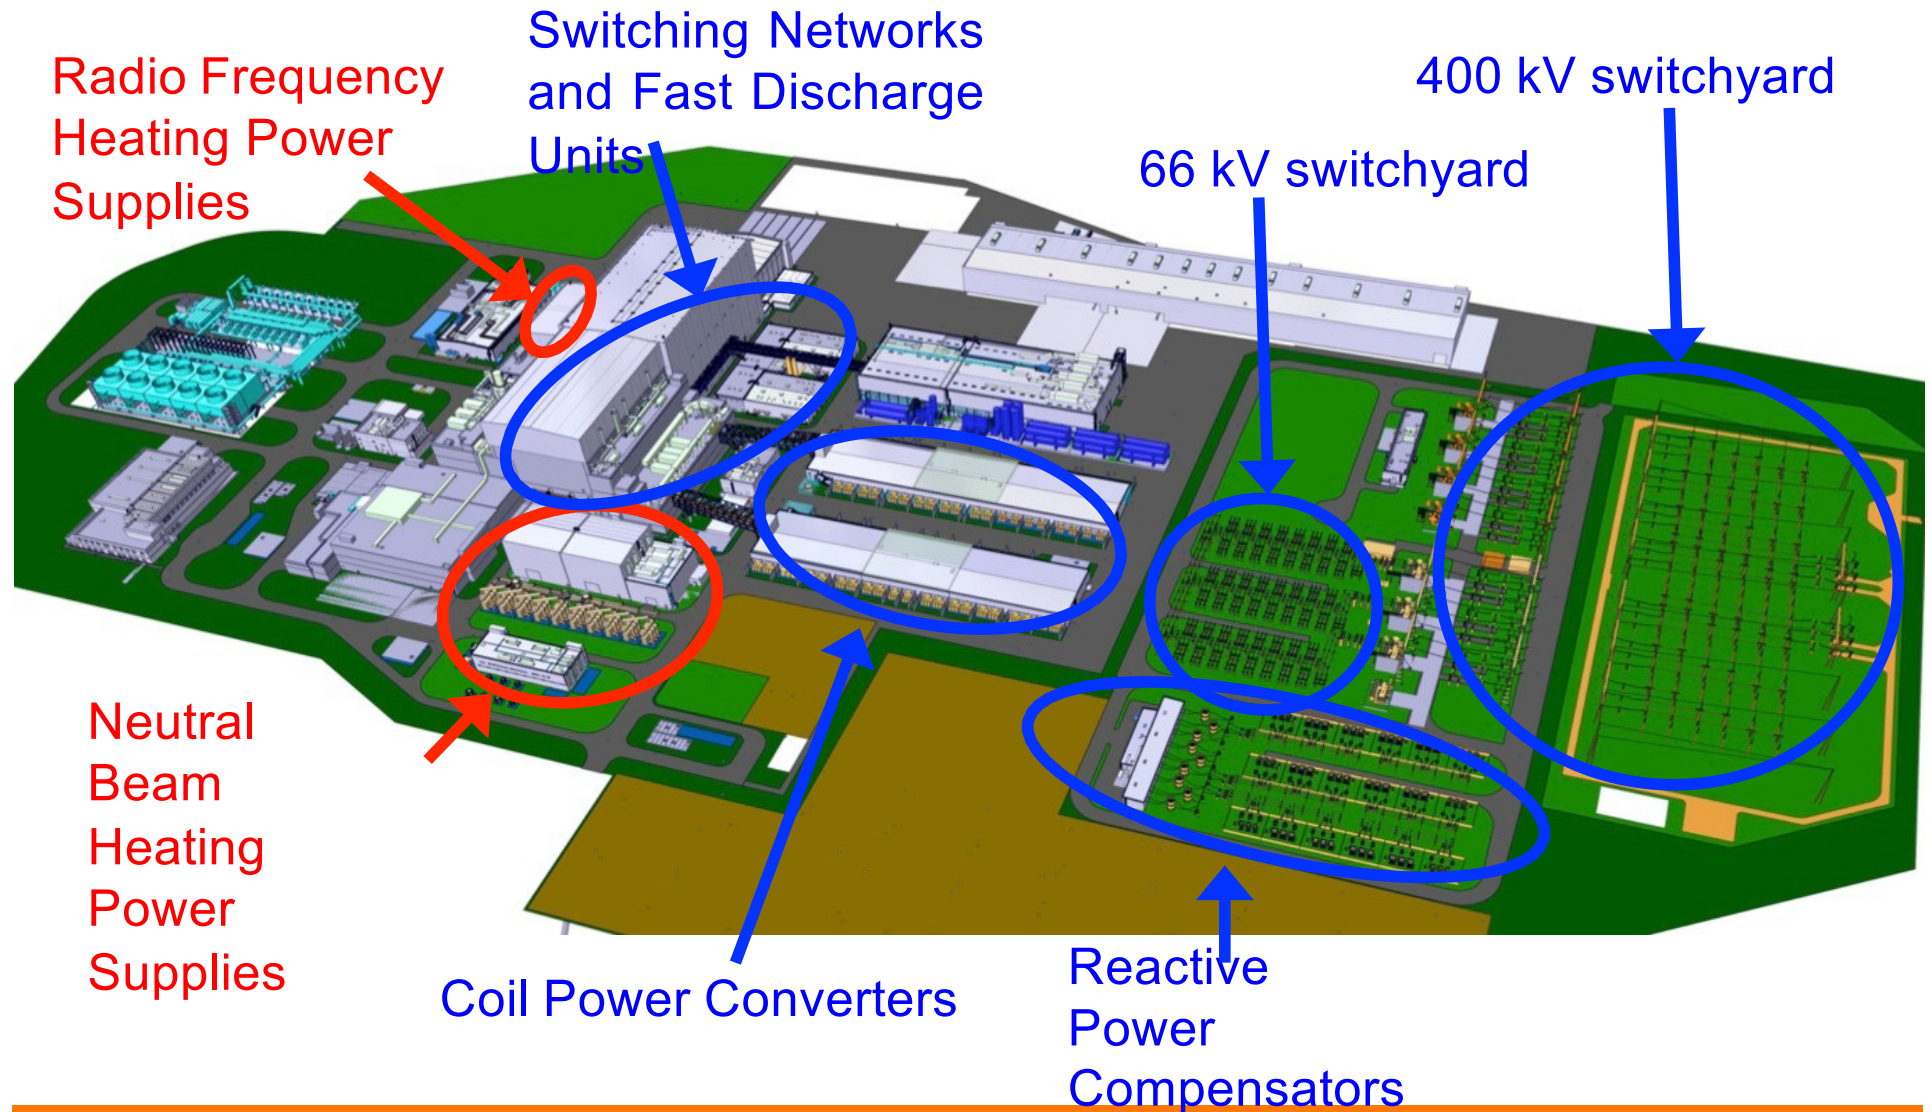 Switching Networks
and Fast Discharge
Units
Radio Frequency
Heating Power
Supplies
400 kV switchyard
66 kV switchyard
Neutral
Beam
Heating
Power
Supplies
Coil Power Converters
Reactive
Power
Compensators